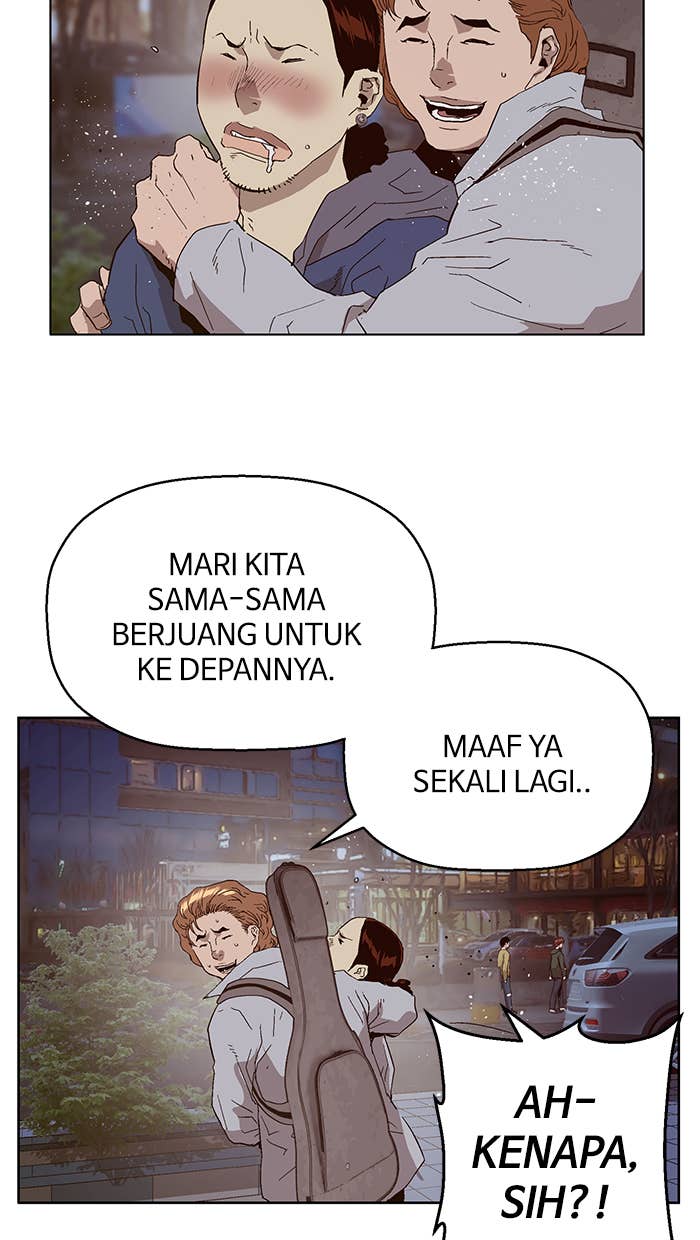 MARI KITA
SAMA-SAMA
BERJUANG UNTUK
KE DEPANNYA.
MAAF YA
SEKALI LAGI..
AH-
KENAPA,
SIH?!